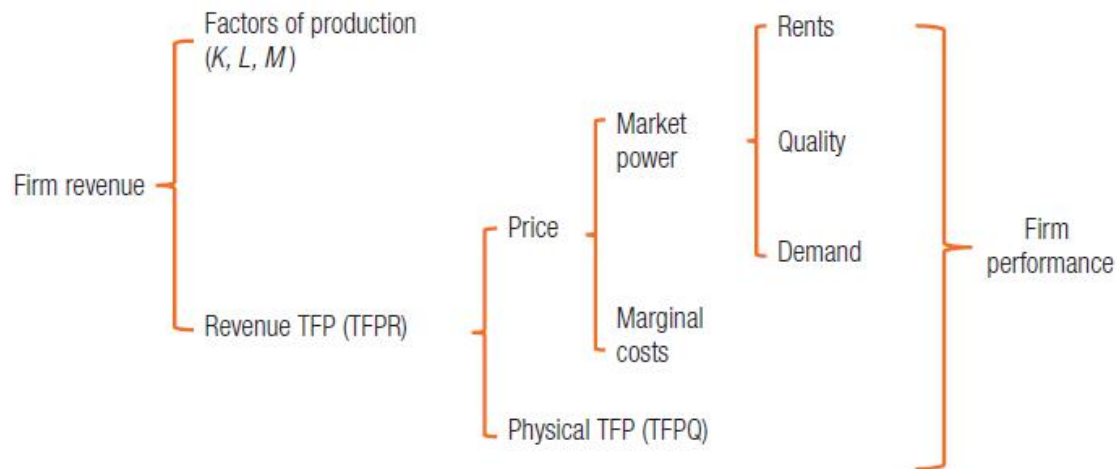 Firm revenue
Factors of production
(K, L, M)
Revenue TFP (TFPR)
Price
Physical TFP (TFPQ)
Market
power
Marginal
costs
Rents
Quality
Demand
Firm
performance